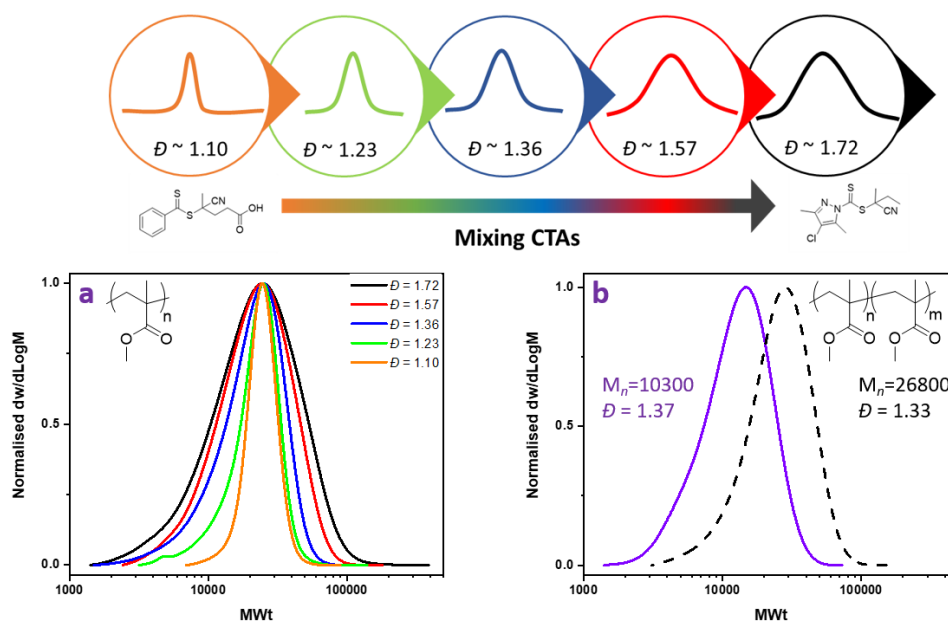 Đ ~ 1.10
Đ ~ 1.23
Đ ~ 1.36
Đ ~ 1.57
Đ ~ 1.72
S
S
CN
OH
O
Mixing CTAs
N
N
S
S
CN
Cl
a
n
O
O
Đ = 1.72
Đ = 1.57
Đ = 1.36
Đ = 1.23
Đ = 1.10
Normalised dw/dLogM
1.0
0.5
0.0
1000
10000
100000
MWt
b
n
m
O
O
O
O
Mn=10300
Đ = 1.37
Mn=26800
Đ = 1.33
Normalised dw/dLogM
1.0
0.5
0.0
1000
10000
100000
MWt